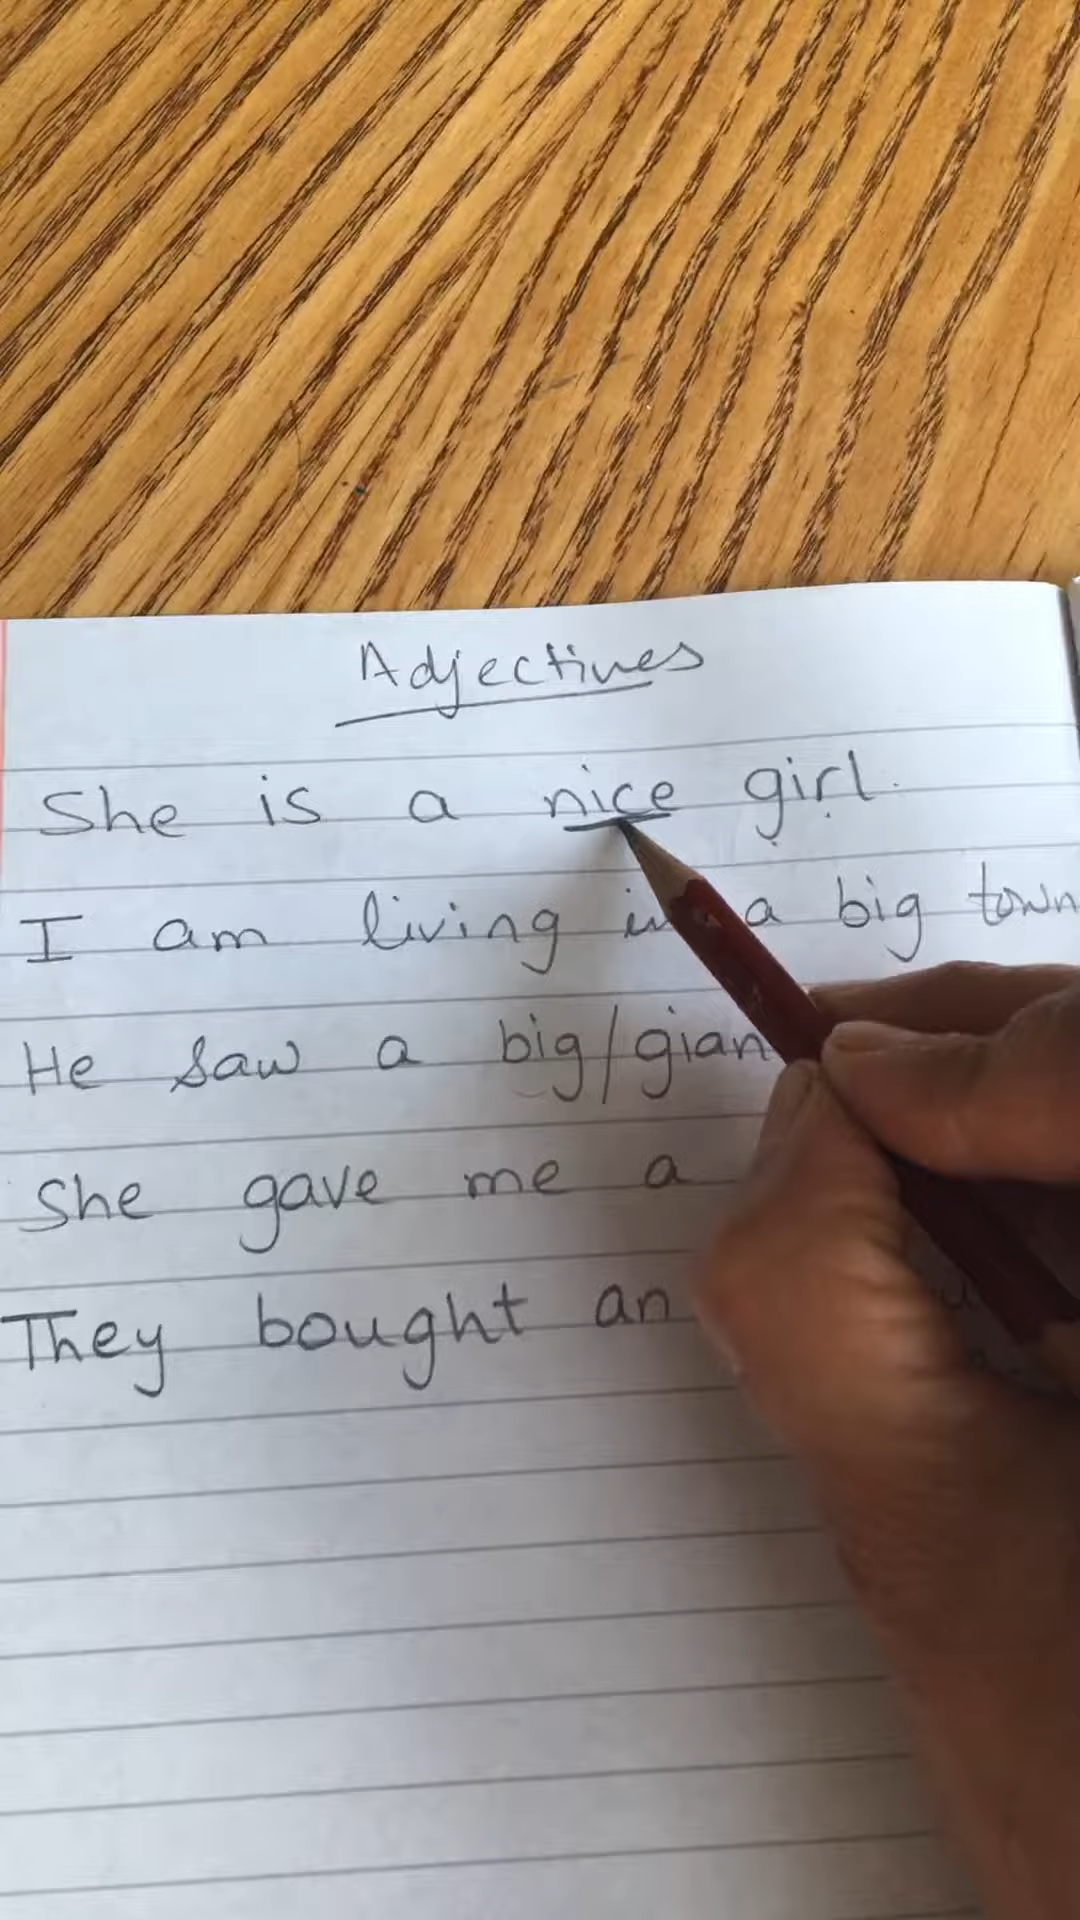 Adjectives
She is a nice girl.
I am living in a big town
He saw a big/gian
She gave me a
They bought an